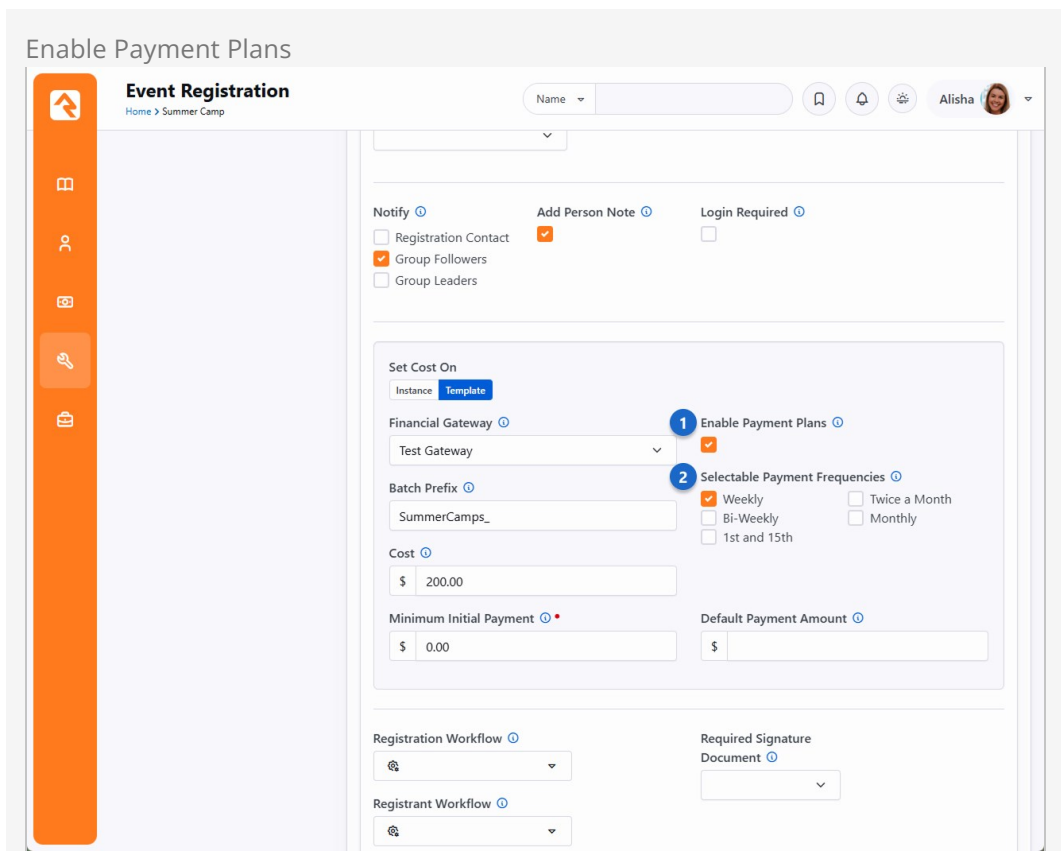 Enable Payment Plans
Event Registration
Home > Summer Camp
Name
Alisha
Notify
Add Person Note
Login Required
Registration Contact
Group Followers
Group Leaders
Set Cost On
Instance Template
Financial Gateway
1 Enable Payment Plans
Test Gateway
2 Selectable Payment Frequencies
Batch Prefix
Weekly
Twice a Month
SummerCamps_
Bi-Weekly
Monthly
1st and 15th
Cost
$ 200.00
Minimum Initial Payment
Default Payment Amount
$ 0.00
$
Registration Workflow
Required Signature
Document
Registrant Workflow